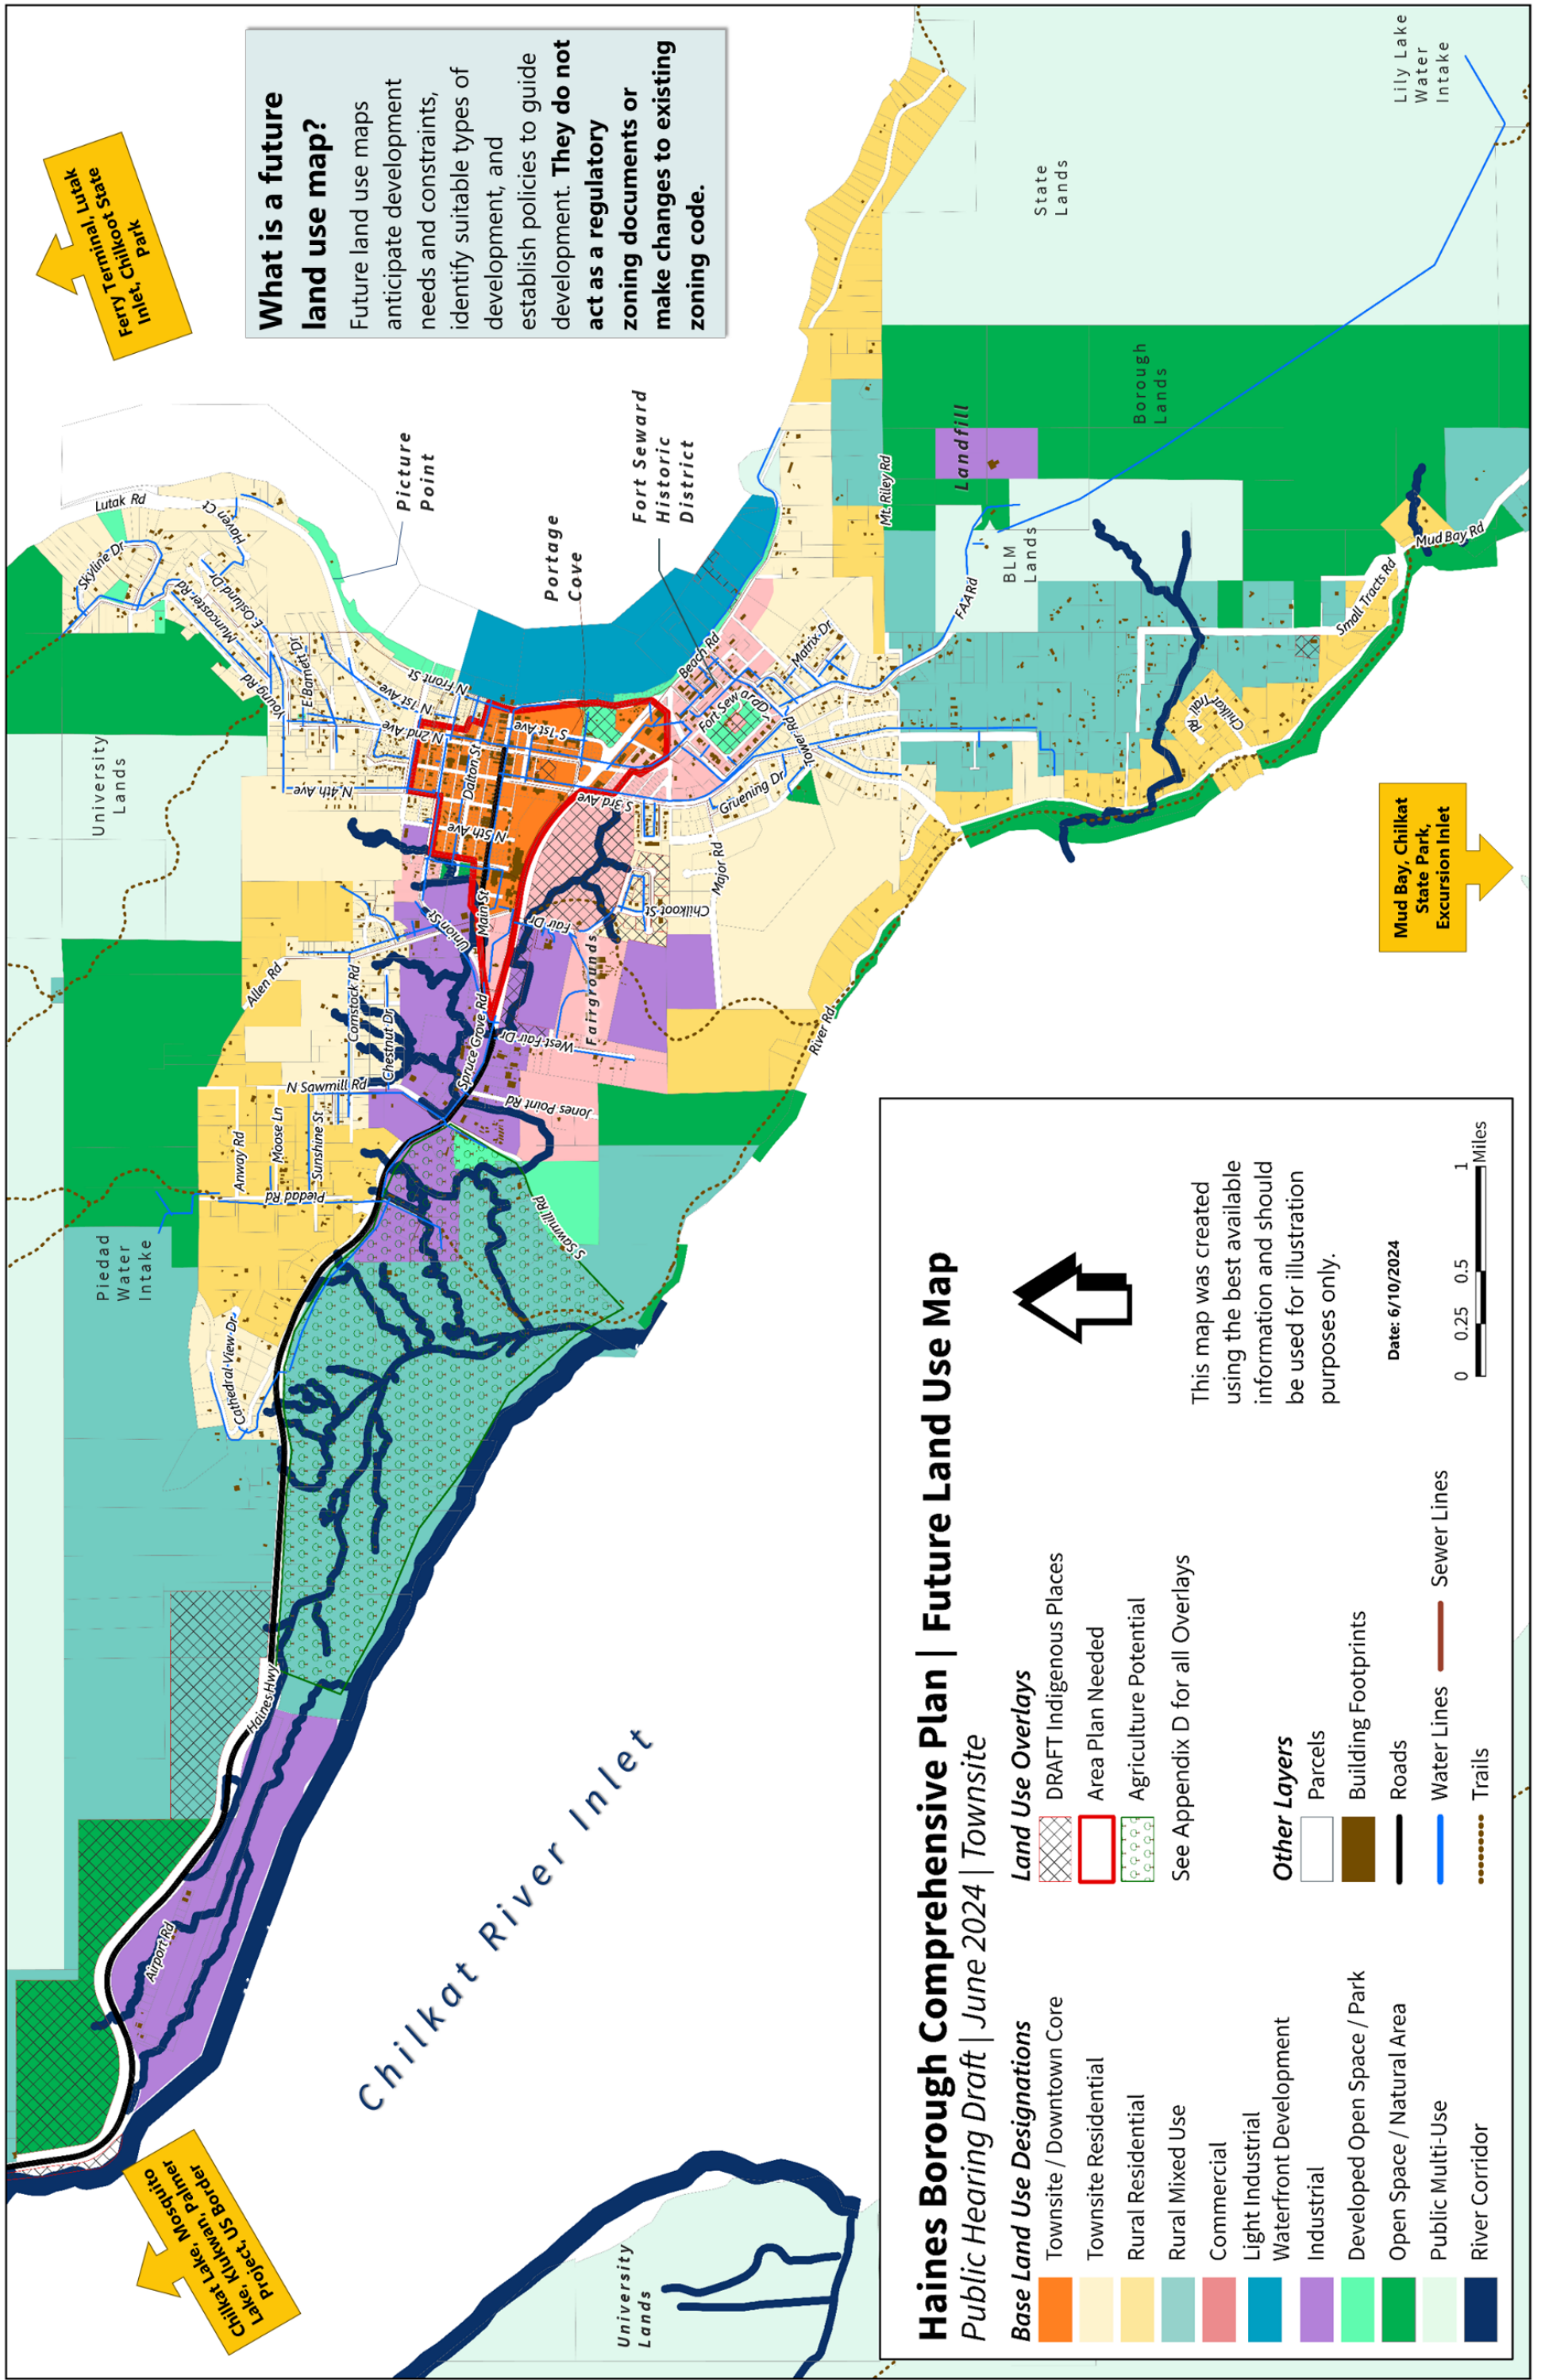 Ferry Terminal, Lutak
Inlet, Chilkoot State
Park
What is a future
land use map?
Future land use maps
anticipate development
needs and constraints,
identify suitable types of
development, and
establish policies to guide
development. They do not
act as a regulatory
zoning documents or
make changes to existing
zoning code.
Chilkat Lake, Mosquito
Lake, Klukwan, Palmer
Project, US Border
Mud Bay, Chilkat
State Park,
Excursion Inlet
Lily Lake
Water
Intake
State
Lands
Borough
Lands
Landfill
BLM
Lands
Picture
Point
Fort Seward
Historic
District
Portage
Cove
University
Lands
Piedad
Water
Intake
University
Lands
Chilkat River Inlet
Fairgrounds
Lutak Rd
Skyline Dr
Haven Ct
Muncaster Rd
E Oslund Dr
Young Rd
E Barnett Dr
N Front St
N 1st Ave
N 2nd Ave
N 4th Ave
Dalton St
N 5th Ave
S 1st Ave
S 3rd Ave
Main St
Union St
Beach Rd
Fort Seward Dr
Matrix Dr
Tower Rd
Gruening Dr
Major Rd
Chilkoot St
Fair Dr
West Fair Dr
Spruce Grove Rd
Jones Point Rd
Allen Rd
Comstock Rd
Chestnut Dr
N Sawmill Rd
S Sawmill Rd
Anway Rd
Moose Ln
Sunshine St
Piedad Rd
Cathedral View Dr
Haines Hwy
Airport Rd
River Rd
Mt. Riley Rd
FAA Rd
Small Tracts Rd
Mud Bay Rd
Chilkat
Trail Rd
Haines Borough Comprehensive Plan | Future Land Use Map
Public Hearing Draft | June 2024 | Townsite
Base Land Use Designations
Townsite / Downtown Core
Townsite Residential
Rural Residential
Rural Mixed Use
Commercial
Light Industrial
Waterfront Development
Industrial
Developed Open Space / Park
Open Space / Natural Area
Public Multi-Use
River Corridor
Land Use Overlays
DRAFT Indigenous Places
Area Plan Needed
Agriculture Potential
See Appendix D for all Overlays
Other Layers
Parcels
Building Footprints
Roads
Water Lines
Sewer Lines
Trails
This map was created
using the best available
information and should
be used for illustration
purposes only.
Date: 6/10/2024
0 0.25 0.5 1
Miles